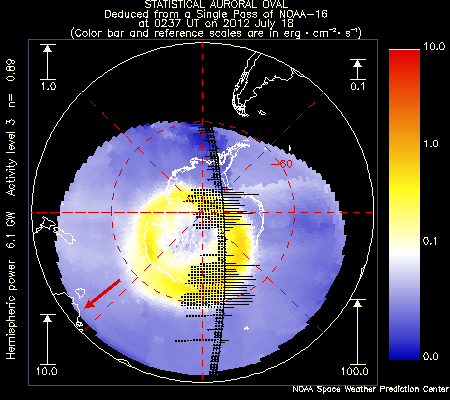 STATISTICAL AURORAL OVAL
Deduced from a Single Pass of NOAA-16
at 0237 UT on 2012 July 18
(Color bar and reference scales are in erg · cm⁻² · s⁻¹)
Hemispheric power 6.1 GW Activity level 3 n= 0.89
1.0
0.1
10.0
1.0
-60
0.1
10.0
100.0
0.0
NOAA Space Weather Prediction Center